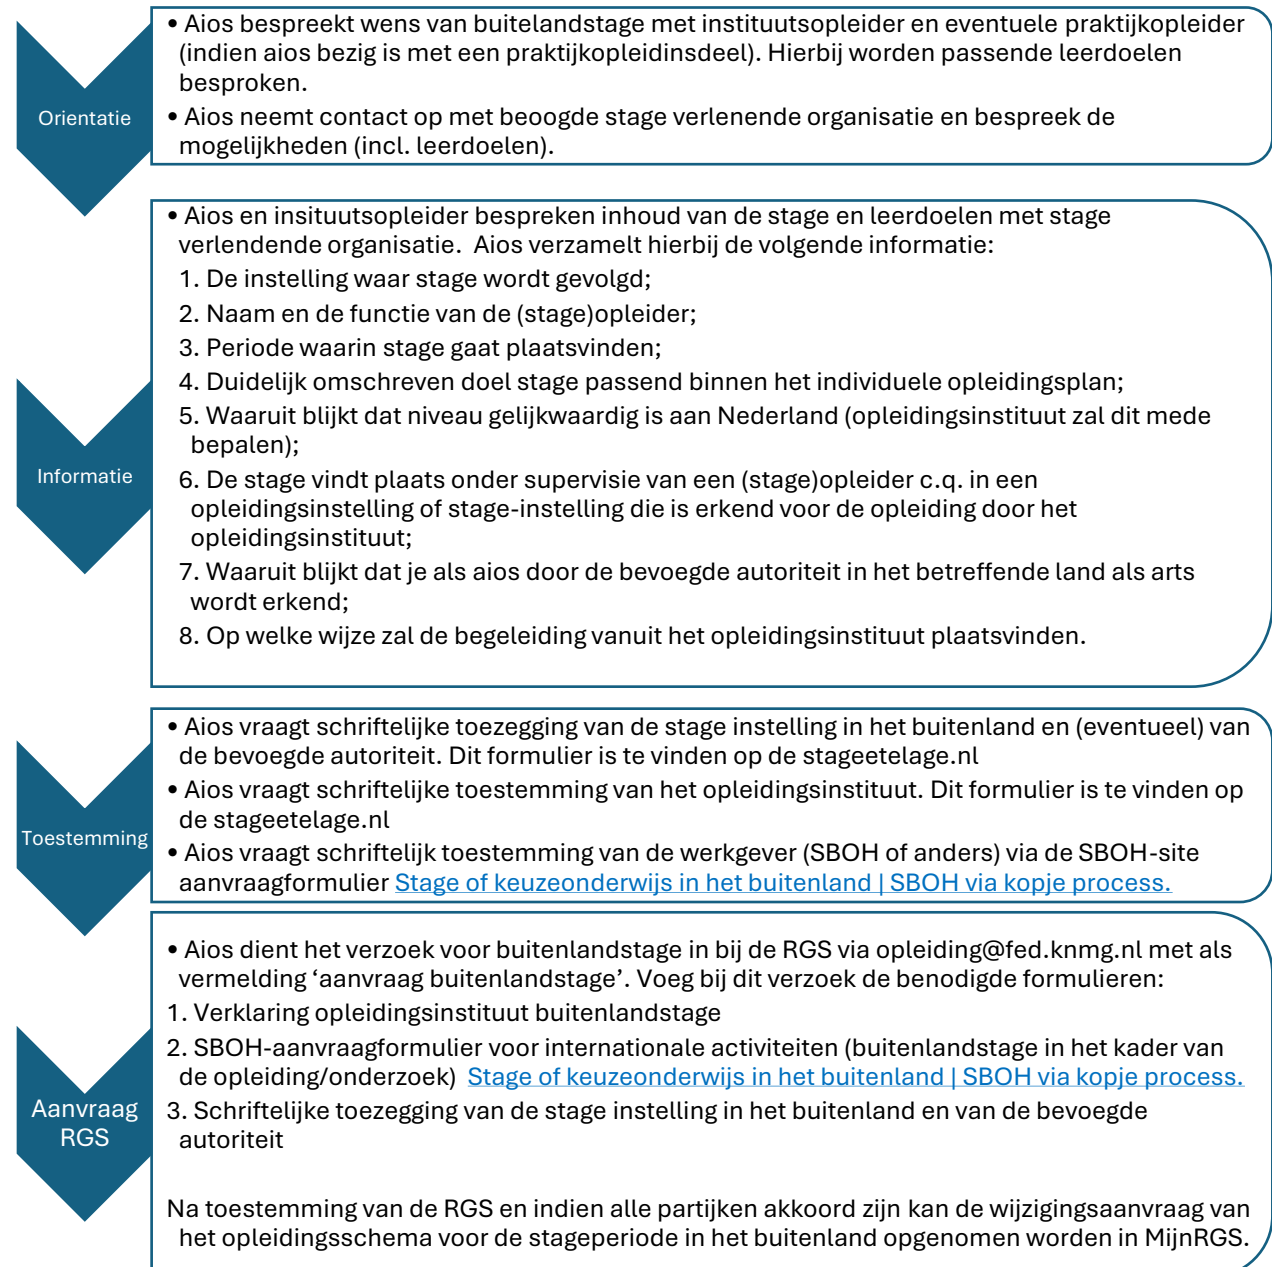 • Aios bespreekt wens van buitelandstage met instituutsopleider en eventuele praktijkopleider
(indien aios bezig is met een praktijkopleidinsdeel). Hierbij worden passende leerdoelen
besproken.
Orientatie
• Aios neemt contact op met beoogde stage verlenende organisatie en bespreek de
mogelijkheden (incl. leerdoelen).
• Aios en insituutsopleider bespreken inhoud van de stage en leerdoelen met stage
verlendende organisatie.  Aios verzamelt hierbij de volgende informatie:
1. De instelling waar stage wordt gevolgd;
2. Naam en de functie van de (stage)opleider;
3. Periode waarin stage gaat plaatsvinden;
4. Duidelijk omschreven doel stage passend binnen het individuele opleidingsplan;
5. Waaruit blijkt dat niveau gelijkwaardig is aan Nederland (opleidingsinstituut zal dit mede
bepalen);
Informatie
6. De stage vindt plaats onder supervisie van een (stage)opleider c.q. in een
opleidingsinstelling of stage-instelling die is erkend voor de opleiding door het
opleidingsinstituut;
7. Waaruit blijkt dat je als aios door de bevoegde autoriteit in het betreffende land als arts
wordt erkend;
8. Op welke wijze zal de begeleiding vanuit het opleidingsinstituut plaatsvinden.
• Aios vraagt schriftelijke toezegging van de stage instelling in het buitenland en (eventueel) van
de bevoegde autoriteit. Dit formulier is te vinden op de stageetelage.nl
• Aios vraagt schriftelijke toestemming van het opleidingsinstituut. Dit formulier is te vinden op
de stageetelage.nl
Toestemming
• Aios vraagt schriftelijk toestemming van de werkgever (SBOH of anders) via de SBOH-site
aanvraagformulier Stage of keuzeonderwijs in het buitenland | SBOH via kopje process.
• Aios dient het verzoek voor buitenlandstage in bij de RGS via opleiding@fed.knmg.nl met als
vermelding ‘aanvraag buitenlandstage’. Voeg bij dit verzoek de benodigde formulieren:
1. Verklaring opleidingsinstituut buitenlandstage
2. SBOH-aanvraagformulier voor internationale activiteiten (buitenlandstage in het kader van
de opleiding/onderzoek)  Stage of keuzeonderwijs in het buitenland | SBOH via kopje process.
Aanvraag
RGS
3. Schriftelijke toezegging van de stage instelling in het buitenland en van de bevoegde
autoriteit
Na toestemming van de RGS en indien alle partijken akkoord zijn kan de wijzigingsaanvraag van
het opleidingsschema voor de stageperiode in het buitenland opgenomen worden in MijnRGS.